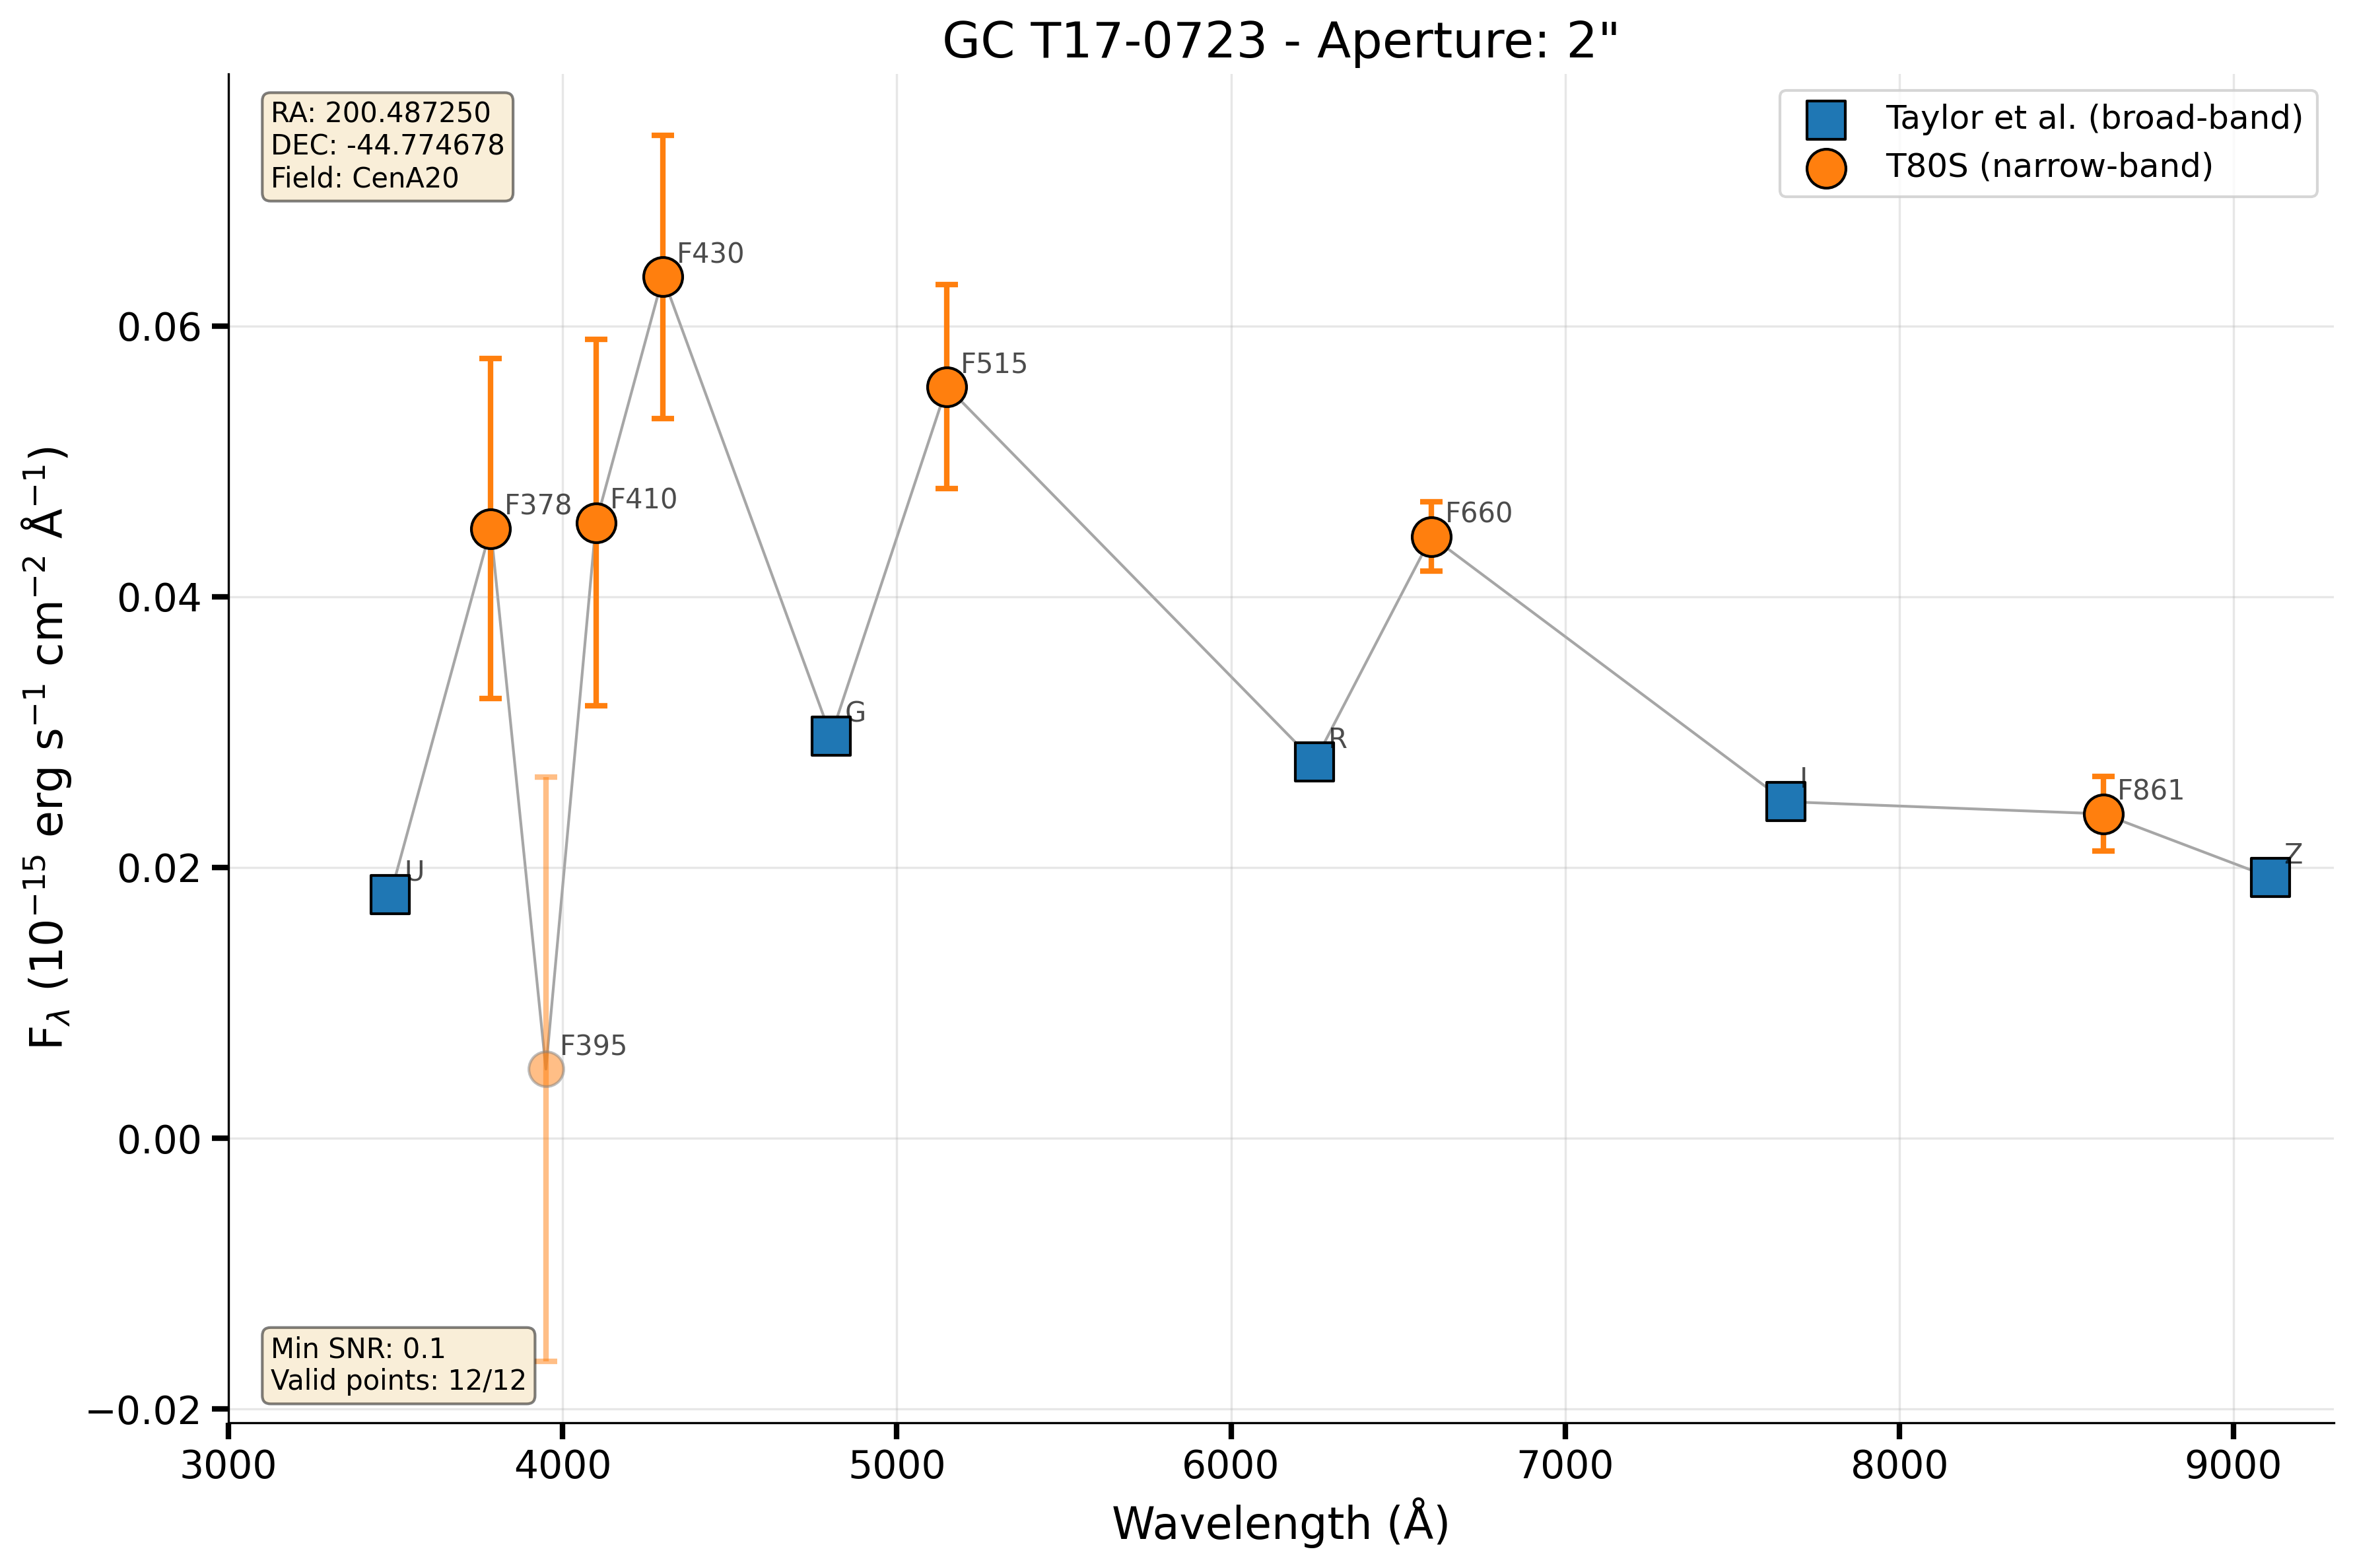 GC T17-0723 - Aperture: 2"
RA: 200.487250
DEC: -44.774678
Field: CenA20
Taylor et al. (broad-band)
T80S (narrow-band)
F430
F515
F378
F410
F660
G
R
I
F861
U
Z
F395
Min SNR: 0.1
Valid points: 12/12
0.06
0.04
0.02
0.00
−0.02
F<sub>λ</sub> (10⁻¹⁵ erg s⁻¹ cm⁻² Å⁻¹)
3000 4000 5000 6000 7000 8000 9000
Wavelength (Å)